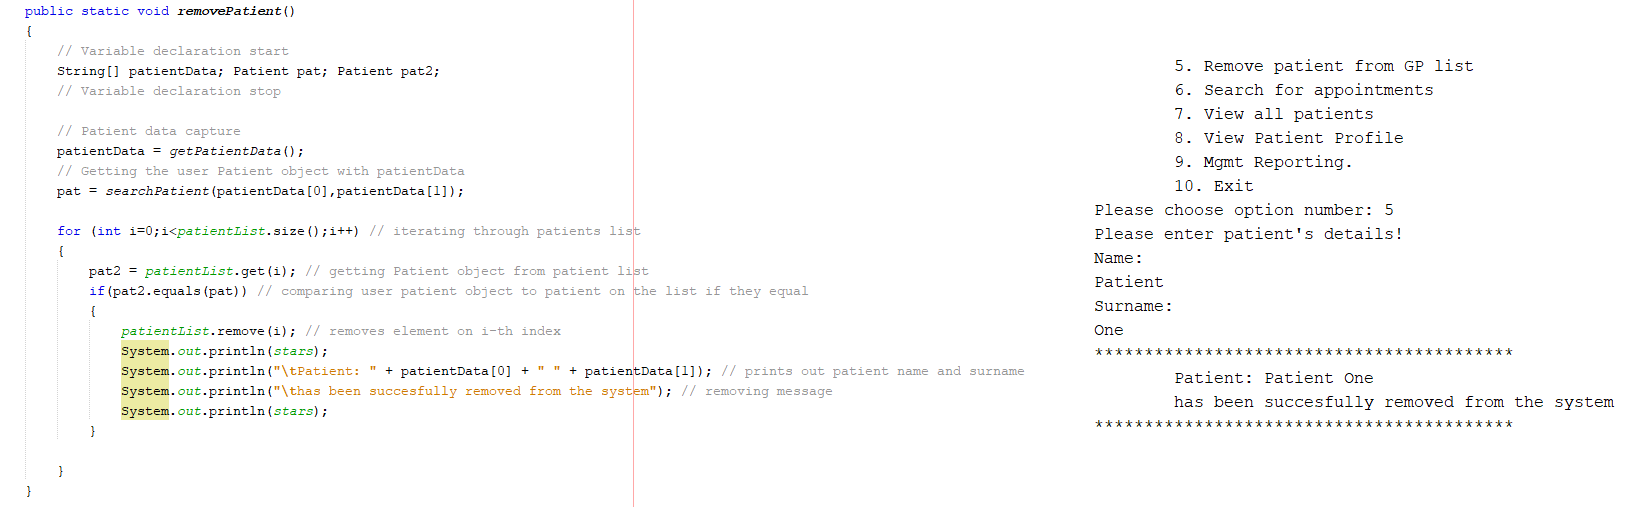 public static void removePatient()
{
// Variable declaration start
String[] patientData; Patient pat; Patient pat2;
// Variable declaration stop
// Patient data capture
patientData = getPatientData();
// Getting the user Patient object with patientData
pat = searchPatient(patientData[0],patientData[1]);
for (int i=0;i<patientList.size();i++) // iterating through patients list
{
pat2 = patientList.get(i); // getting Patient object from patient list
if(pat2.equals(pat)) // comparing user patient object to patient on the list if they equal
{
patientList.remove(i); // removes element on i-th index
System.out.println(stars);
System.out.println("\tPatient: " + patientData[0] + " " + patientData[1]); // prints out patient name and surname
System.out.println("\thas been succesfully removed from the system"); // removing message
System.out.println(stars);
}
}
}
5. Remove patient from GP list
6. Search for appointments
7. View all patients
8. View Patient Profile
9. Mgmt Reporting.
10. Exit
Please choose option number: 5
Please enter patient's details!
Name:
Patient
Surname:
One
******************************************
Patient: Patient One
has been succesfully removed from the system
******************************************